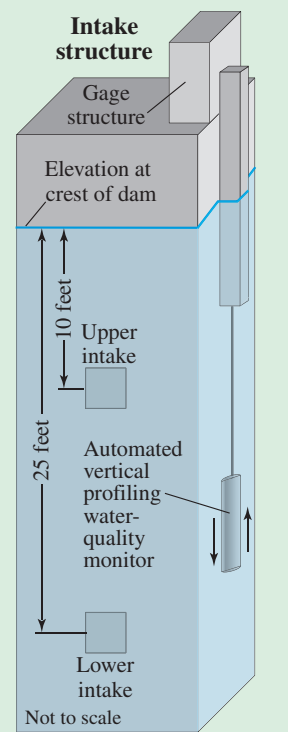 Intake
structure
Gage
structure
Elevation at
crest of dam
10 feet
Upper
intake
25 feet
Automated
vertical
profiling
water-
quality
monitor
Lower
intake
Not to scale